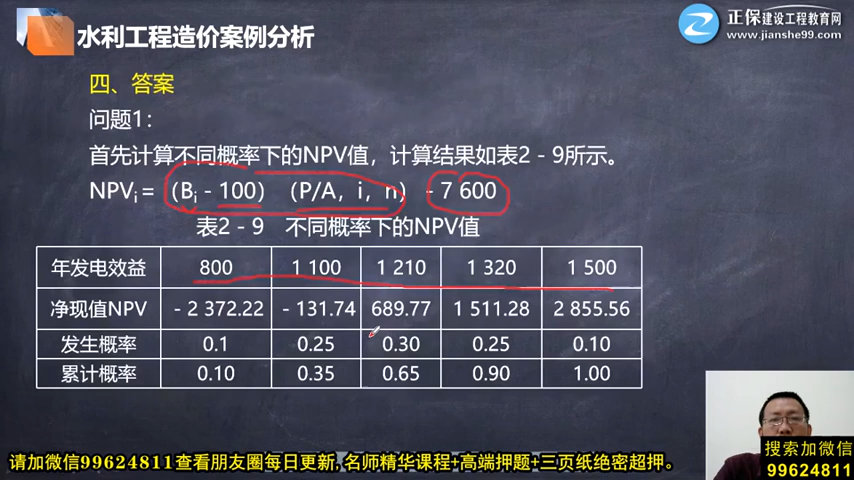 水利工程造价案例分析
正保建设工程教育网
www.jianshe99.com
四、答案
问题1：
首先计算不同概率下的NPV值，计算结果如表2-9所示。
NPVi=（Bi-100）（P/A，i，n）-7 600
表2-9 不同概率下的NPV值
年发电效益 800 1 100 1 210 1 320 1 500
净现值NPV -2 372.22 -131.74 689.77 1 511.28 2 855.56
发生概率 0.1 0.25 0.30 0.25 0.10
累计概率 0.10 0.35 0.65 0.90 1.00
搜索加微信
99624811
请加微信99624811查看朋友圈每日更新,名师精华课程+高端押题+三页纸绝密超押。